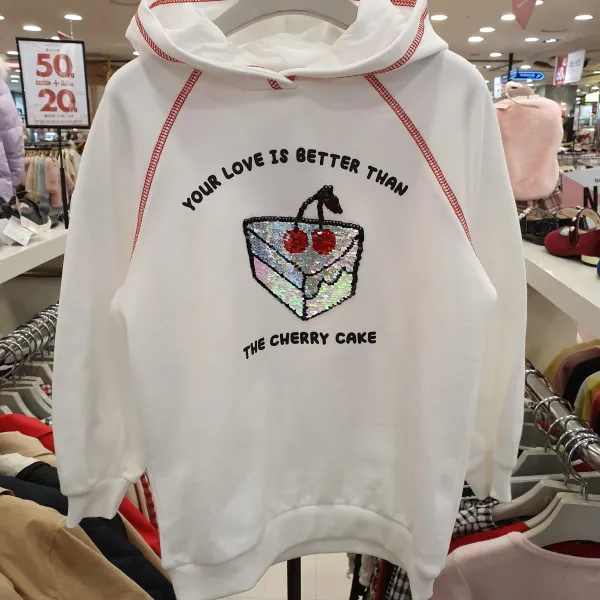 50%
+
20%
YOUR LOVE IS BETTER THAN
THE CHERRY CAKE